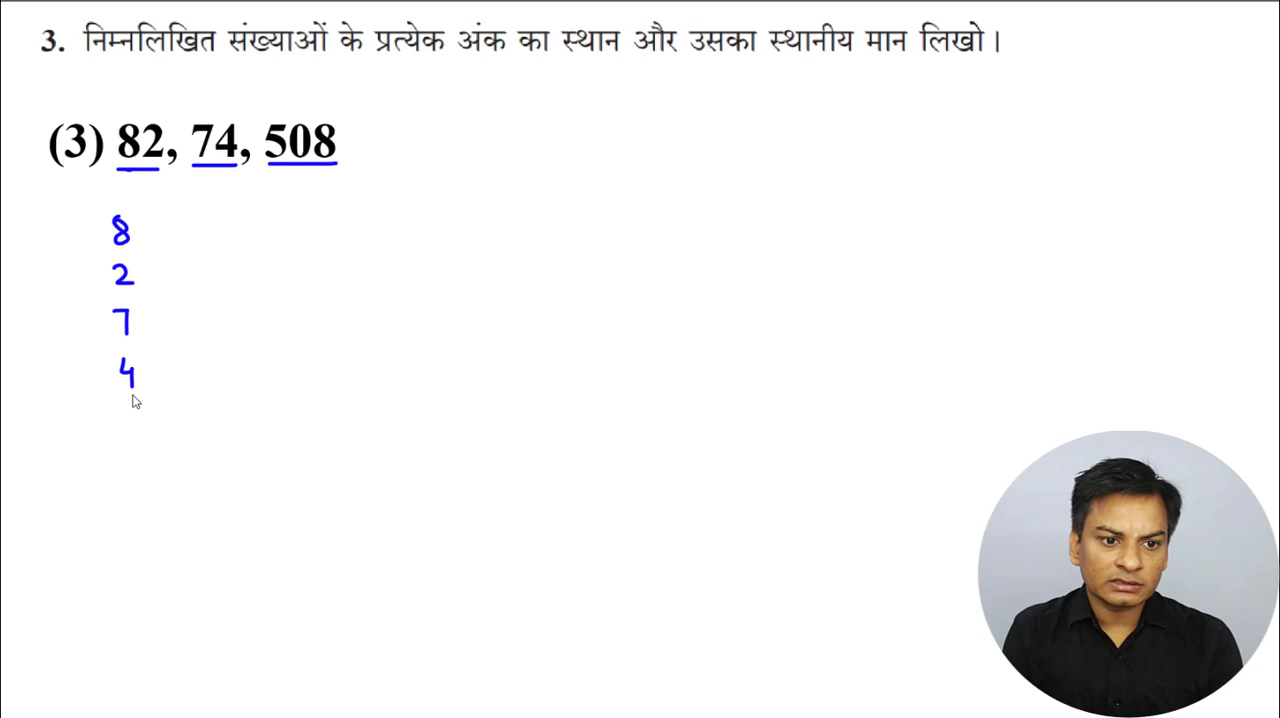 3. निम्नलिखित संख्याओं के प्रत्येक अंक का स्थान और उसका स्थानीय मान लिखो।
(3) 82, 74, 508
8
2
7
4